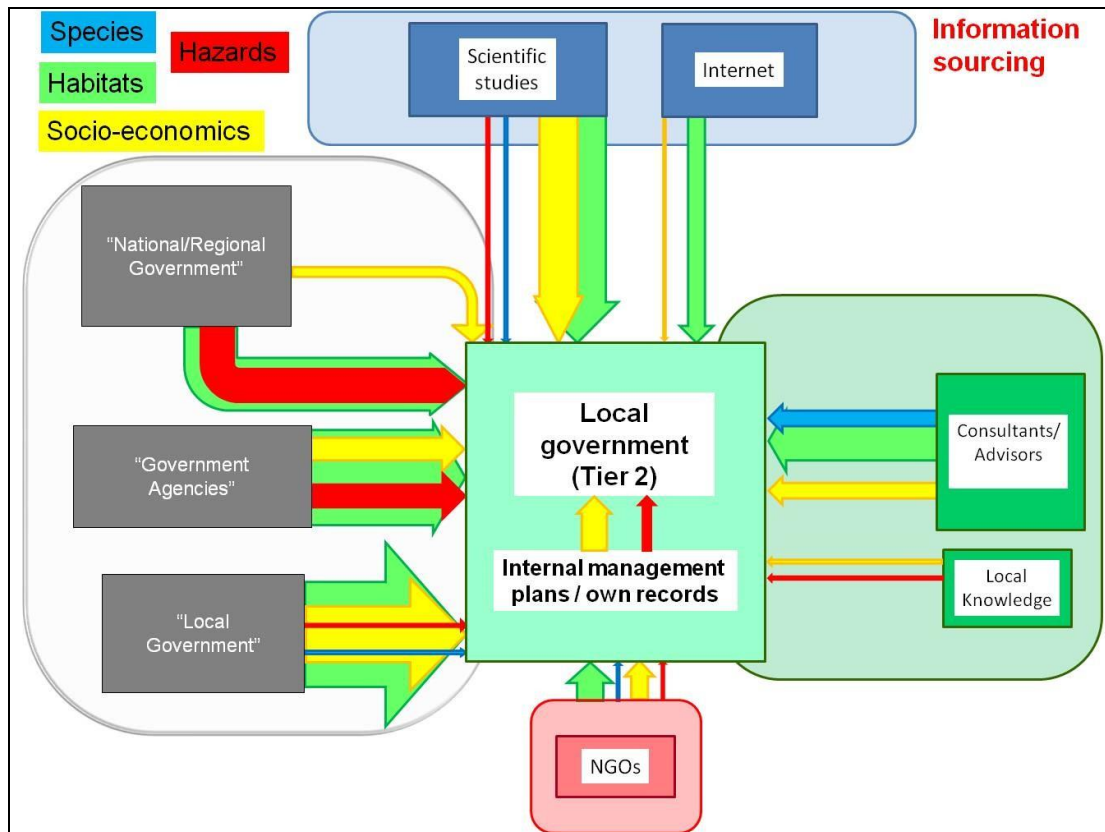 Species
Hazards
Habitats
Socio-economics
Information
sourcing
Scientific
studies
Internet
“National/Regional
Government”
“Government
Agencies”
“Local
Government”
Local
government
(Tier 2)
Internal management
plans / own records
Consultants/
Advisors
Local
Knowledge
NGOs